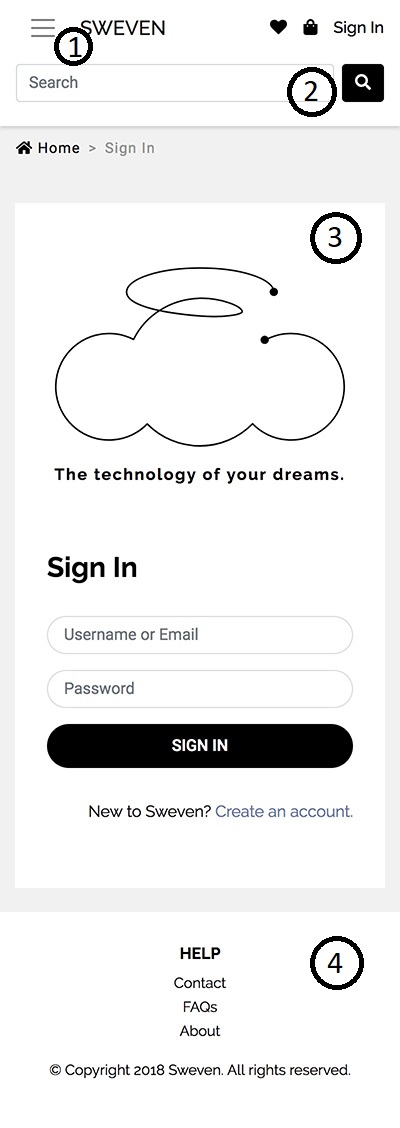 SWEVEN Sign In
1
Search
2
Home > Sign In
3
The technology of your dreams.
Sign In
Username or Email
Password
SIGN IN
New to Sweven? Create an account.
HELP
4
Contact
FAQs
About
© Copyright 2018 Sweven. All rights reserved.